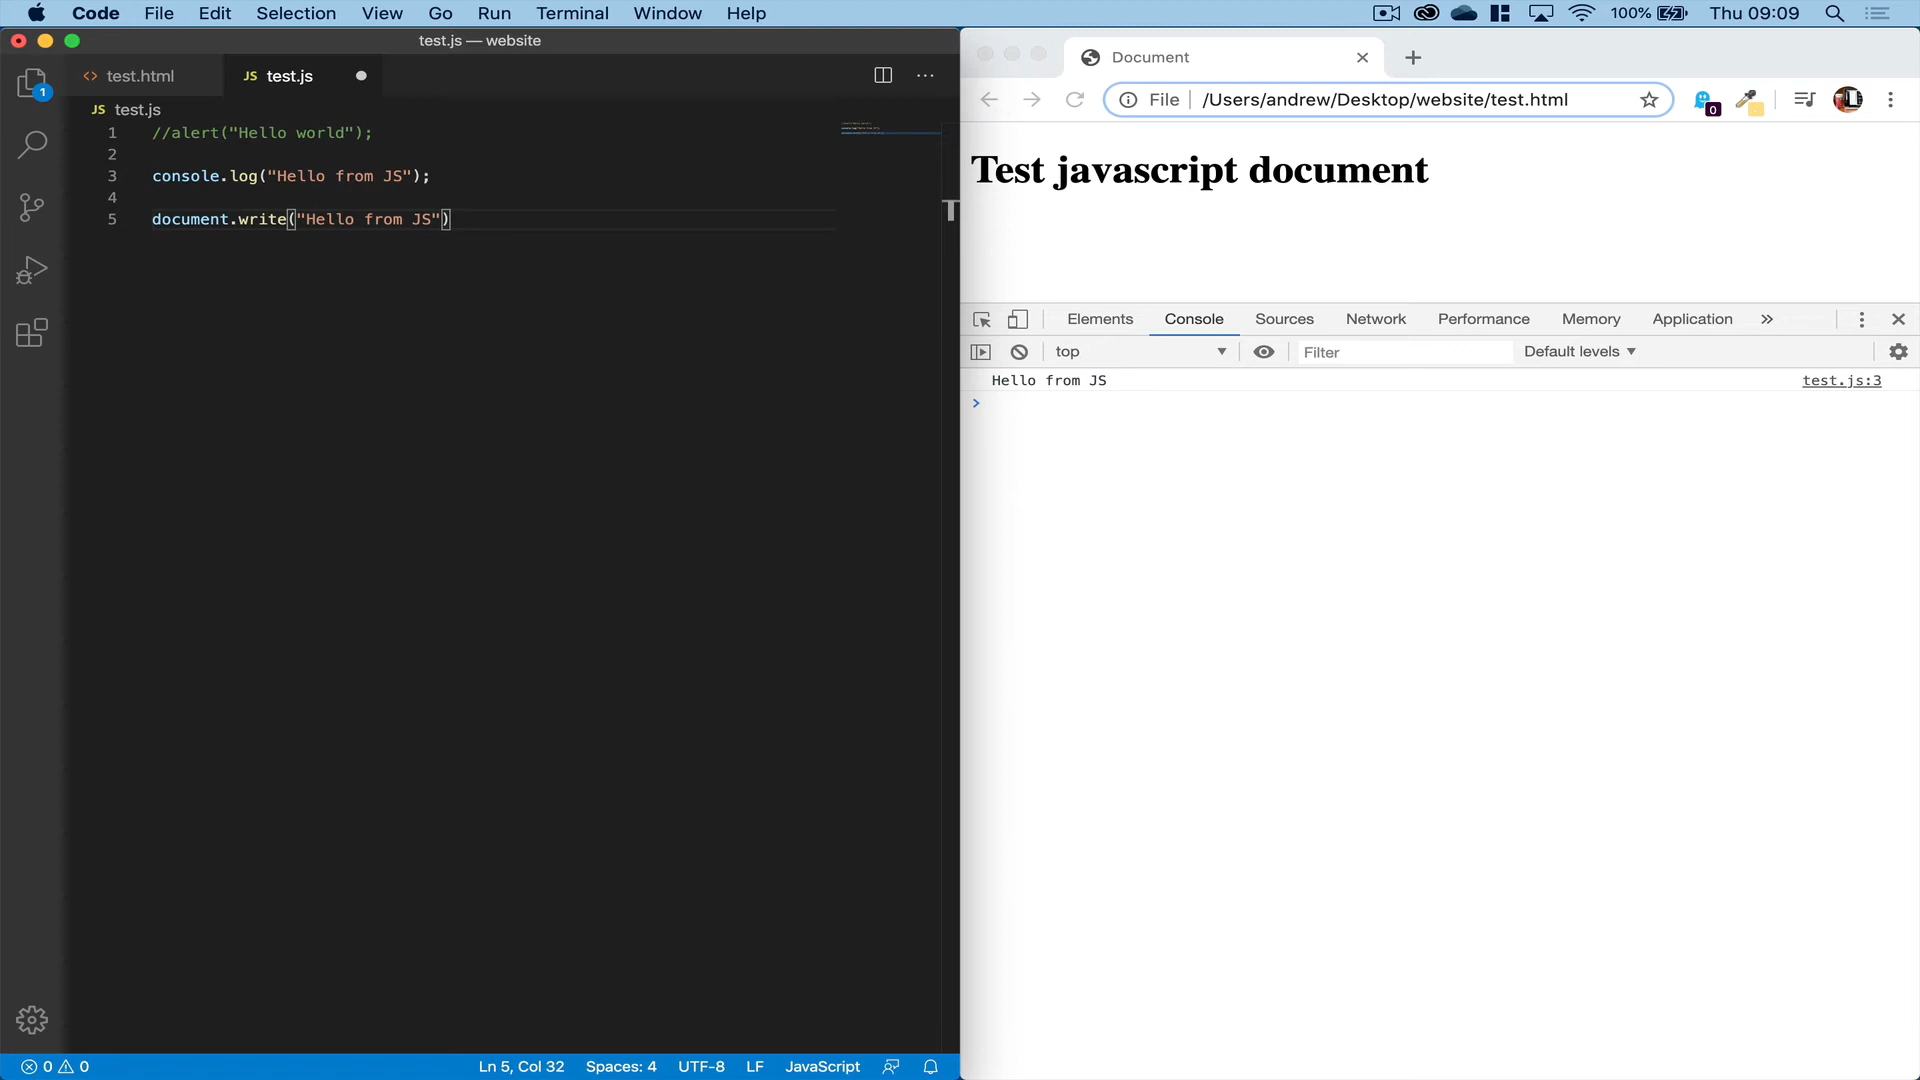 Code File Edit Selection View Go Run Terminal Window Help 100% Thu 09:09
test.js — website
test.html JS test.js
JS test.js
1 //alert("Hello world");
2
3 console.log("Hello from JS");
4
5 document.write("Hello from JS")
1
0 0 Ln 5, Col 32 Spaces: 4 UTF-8 LF JavaScript
Document
File /Users/andrew/Desktop/website/test.html 0
Test javascript document
Elements Console Sources Network Performance Memory Application
top Filter Default levels
Hello from JS test.js:3